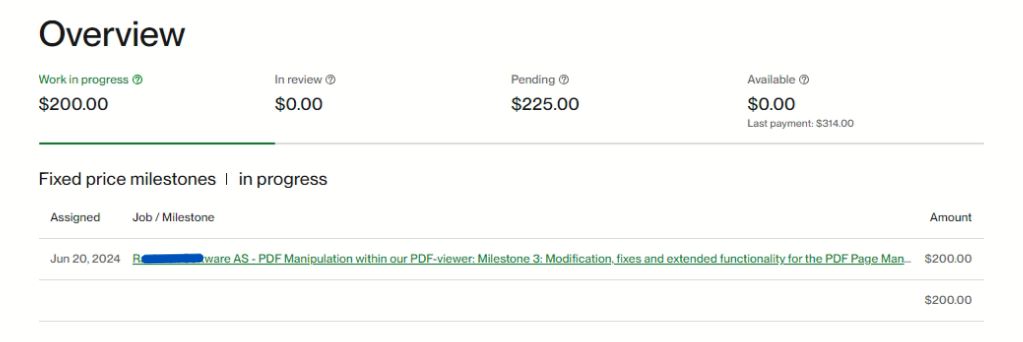 Overview
Work in progress In review Pending Available
$200.00 $0.00 $225.00 $0.00
Last payment: $314.00
Fixed price milestones | in progress
Assigned Job / Milestone Amount
Jun 20, 2024 ware AS - PDF Manipulation within our PDF-viewer: Milestone 3: Modification, fixes and extended functionality for the PDF Page Man... $200.00
$200.00